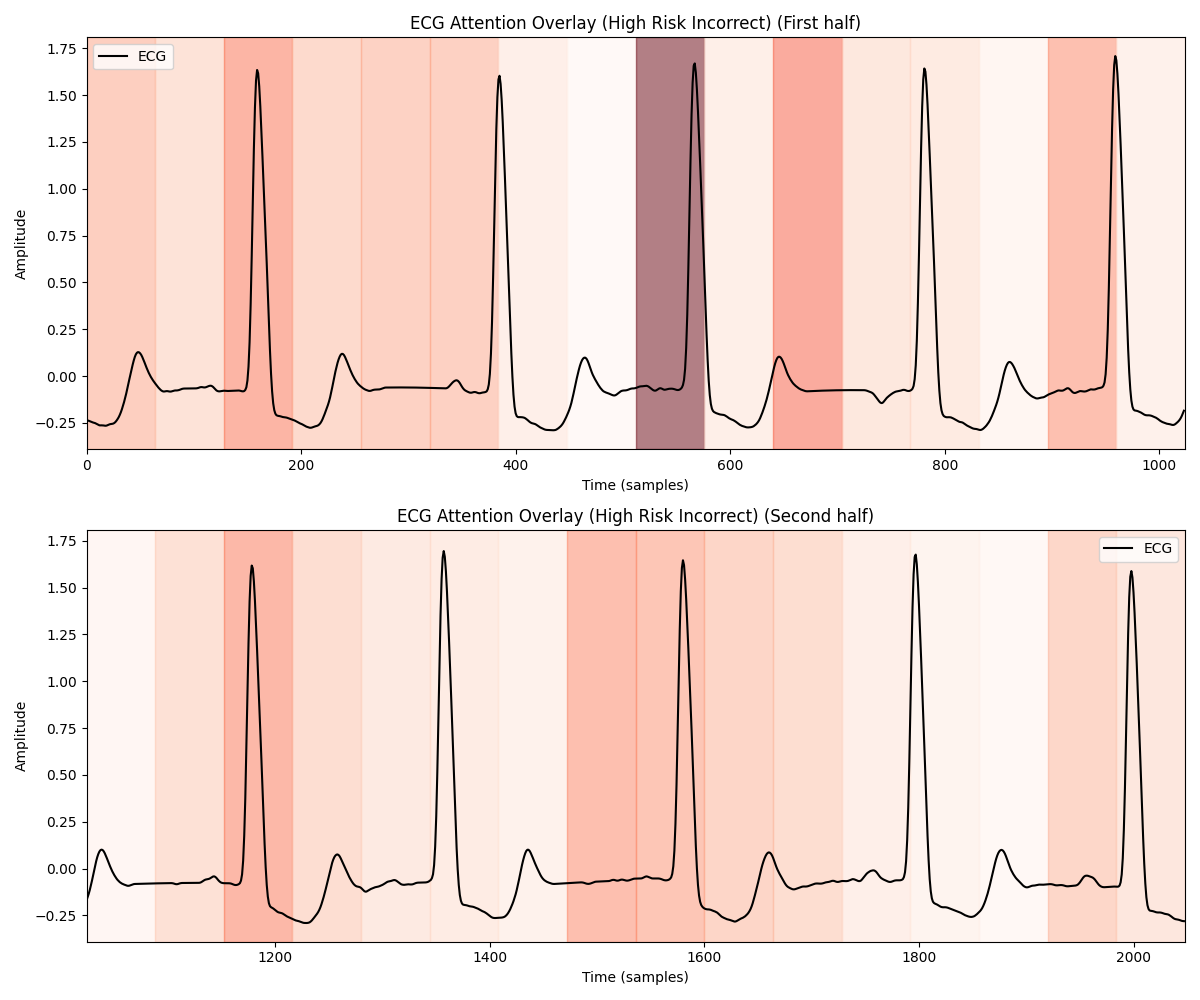 ECG Attention Overlay (High Risk Incorrect) (First half)
1.75
1.50
1.25
1.00
0.75
0.50
0.25
0.00
−0.25
Amplitude
ECG
0 200 400 600 800 1000
Time (samples)
ECG Attention Overlay (High Risk Incorrect) (Second half)
1.75
1.50
1.25
1.00
0.75
0.50
0.25
0.00
−0.25
Amplitude
ECG
1200 1400 1600 1800 2000
Time (samples)